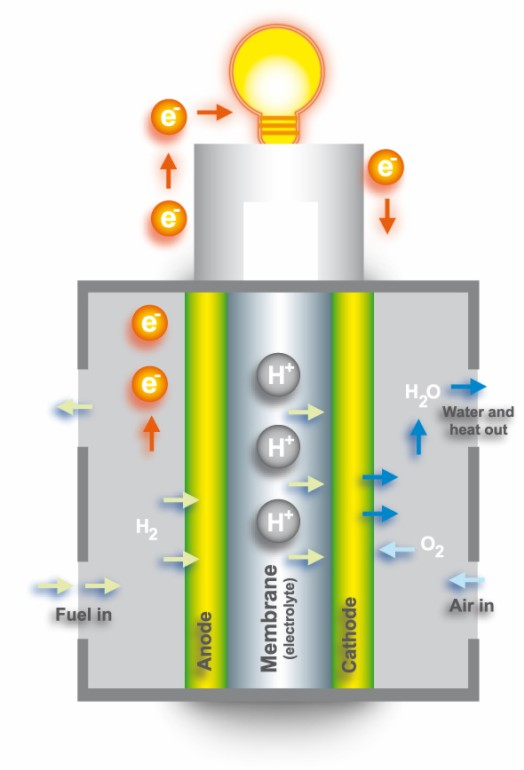 e⁻
e⁻
e⁻
e⁻
e⁻
H⁺
H₂O
Water and
heat out
H⁺
H⁺
H₂
O₂
Fuel in
Air in
Anode
Membrane
(electrolyte)
Cathode